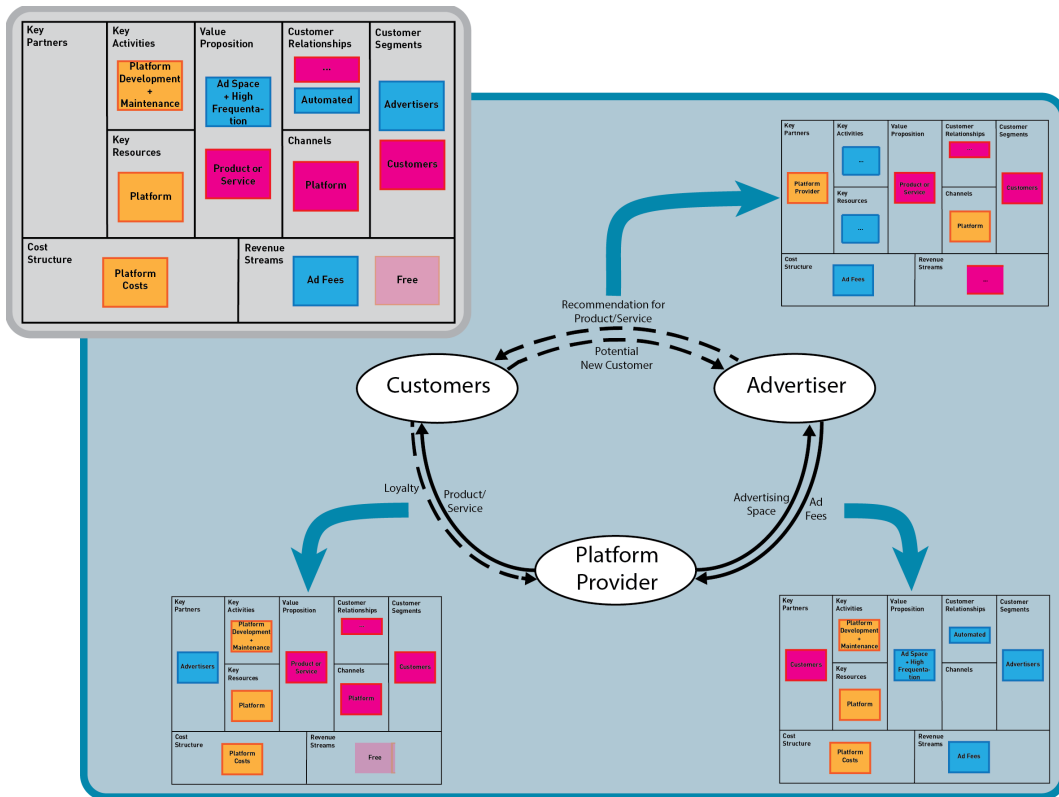 Key
Partners
Key
Activities
Value
Proposition
Customer
Relationships
Customer
Segments
Platform
Development
+
Maintenance
Ad Space
+ High
Frequenta-
tion
...
Automated
Advertisers
Key
Resources
Channels
Platform
Product or
Service
Platform
Customers
Cost
Structure
Platform
Costs
Revenue
Streams
Ad Fees
Free
Key
Partners
Key
Activities
Value
Proposition
Customer
Relationships
Customer
Segments
...
...
Platform
Provider
Product or
Service
Customers
Key
Resources
Channels
...
Platform
Cost
Structure
Ad Fees
Revenue
Streams
...
Recommendation for
Product/Service
Potential
New Customer
Customers
Advertiser
Loyalty
Product/
Service
Advertising
Space
Ad
Fees
Platform
Provider
Key
Partners
Key
Activities
Value
Proposition
Customer
Relationships
Customer
Segments
Platform
Development
+
Maintenance
...
Advertisers
Product or
Service
Customers
Key
Resources
Channels
Platform
Platform
Cost
Structure
Platform
Costs
Revenue
Streams
Free
Key
Partners
Key
Activities
Value
Proposition
Customer
Relationships
Customer
Segments
Platform
Development
+
Maintenance
Automated
Customers
Ad Space
+ High
Frequenta-
tion
Advertisers
Key
Resources
Channels
Platform
Cost
Structure
Platform
Costs
Revenue
Streams
Ad Fees